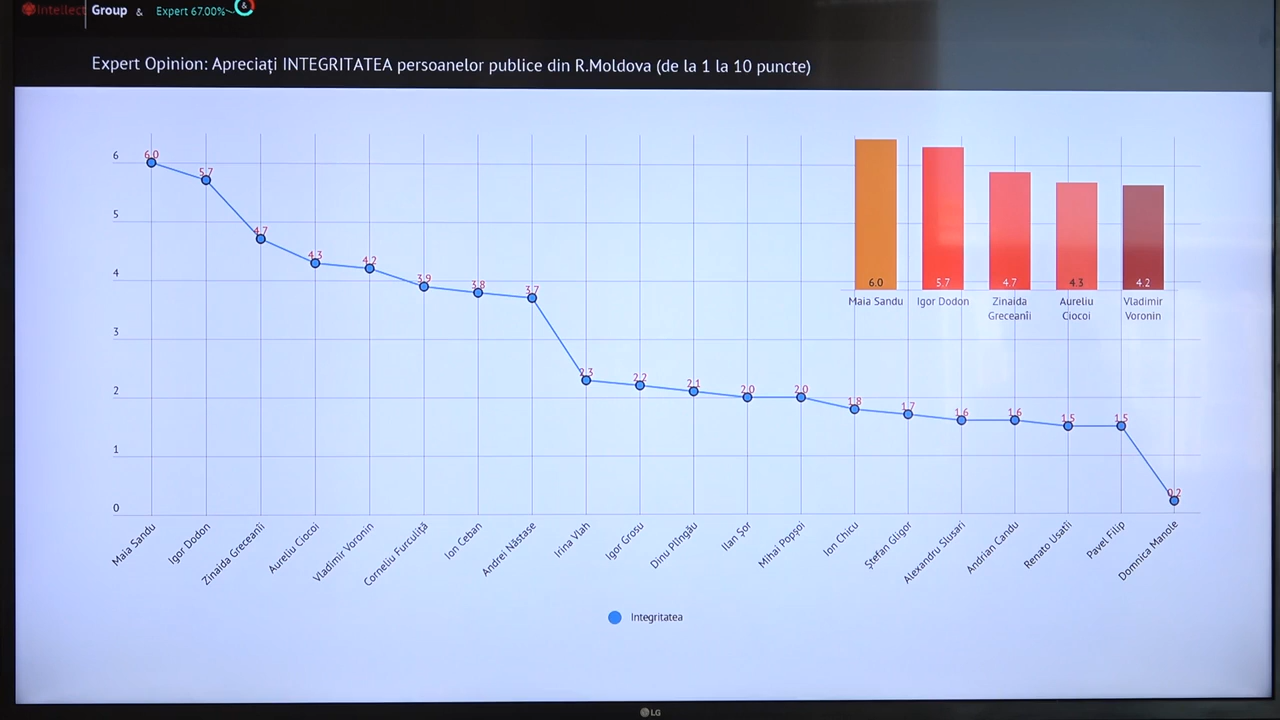 Intellect Group & Expert 67.00% &
Expert Opinion: Apreciați INTEGRITATEA persoanelor publice din R.Moldova (de la 1 la 10 puncte)
6
5
4
3
2
1
0
6.0
5.7
4.7
4.3
4.2
3.9
3.8
3.7
2.3
2.2
2.1
2.0
2.0
1.8
1.7
1.6
1.6
1.5
1.5
0.2
Maia Sandu
Igor Dodon
Zinaida Greceanîi
Aureliu Ciocoi
Vladimir Voronin
Corneliu Furculiță
Ion Ceban
Andrei Năstase
Irina Vlah
Igor Grosu
Dinu Plîngău
Ilan Șor
Mihai Popșoi
Ion Chicu
Ștefan Gligor
Alexandru Slusari
Andrian Candu
Renato Usatîi
Pavel Filip
Domnica Manole
6.0
5.7
4.7
4.3
4.2
Maia Sandu
Igor Dodon
Zinaida
Greceanîi
Aureliu
Ciocoi
Vladimir
Voronin
Integritatea
LG